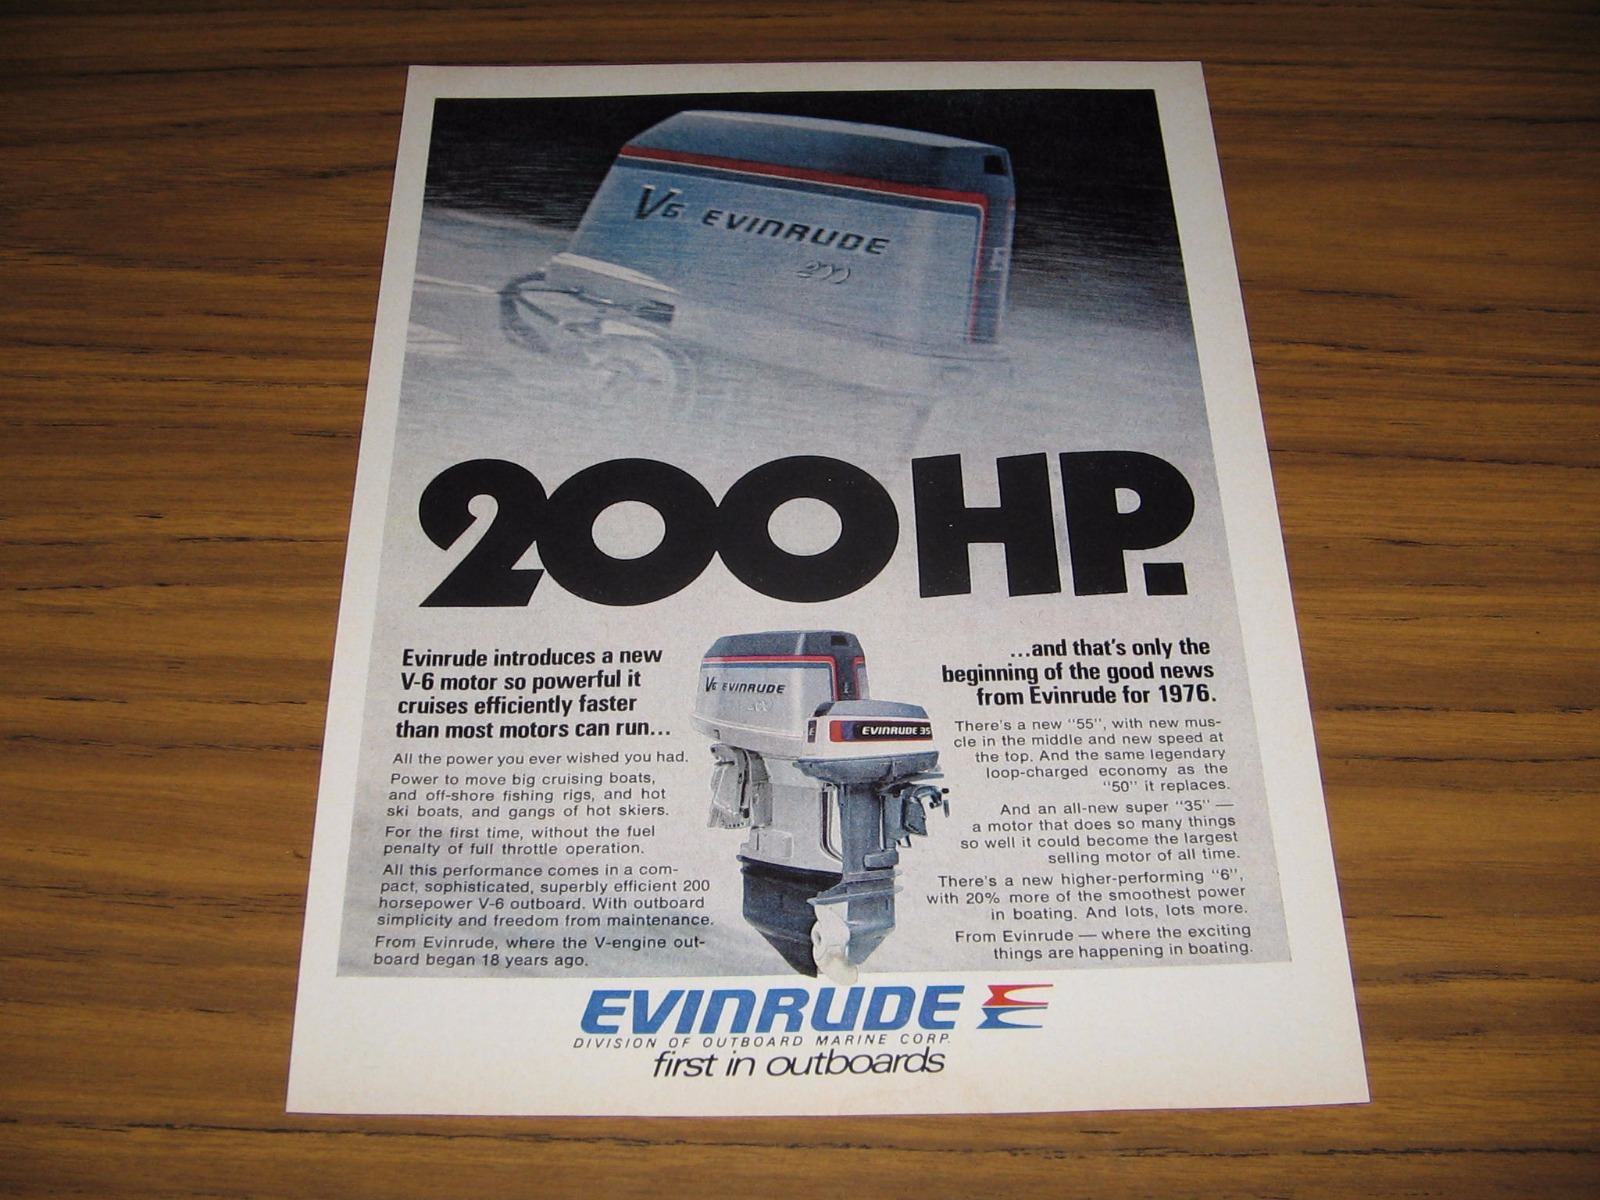 V6 EVINRUDE
200
200 HP.
Evinrude introduces a new
V-6 motor so powerful it
cruises efficiently faster
than most motors can run...
All the power you ever wished you had.
Power to move big cruising boats,
and off-shore fishing rigs, and hot
ski boats, and gangs of hot skiers.
For the first time, without the fuel
penalty of full throttle operation.
All this performance comes in a com-
pact, sophisticated, superbly efficient 200
horsepower V-6 outboard. With outboard
simplicity and freedom from maintenance.
From Evinrude, where the V-engine out-
board began 18 years ago.
V6 EVINRUDE
200
EVINRUDE 35
...and that's only the
beginning of the good news
from Evinrude for 1976.
There's a new "55", with new mus-
cle in the middle and new speed at
the top. And the same legendary
loop-charged economy as the
"50" it replaces.
And an all-new super "35" —
a motor that does so many things
so well it could become the largest
selling motor of all time.
There's a new higher-performing "6",
with 20% more of the smoothest power
in boating. And lots, lots more.
From Evinrude — where the exciting
things are happening in boating.
EVINRUDE
DIVISION OF OUTBOARD MARINE CORP.
first in outboards